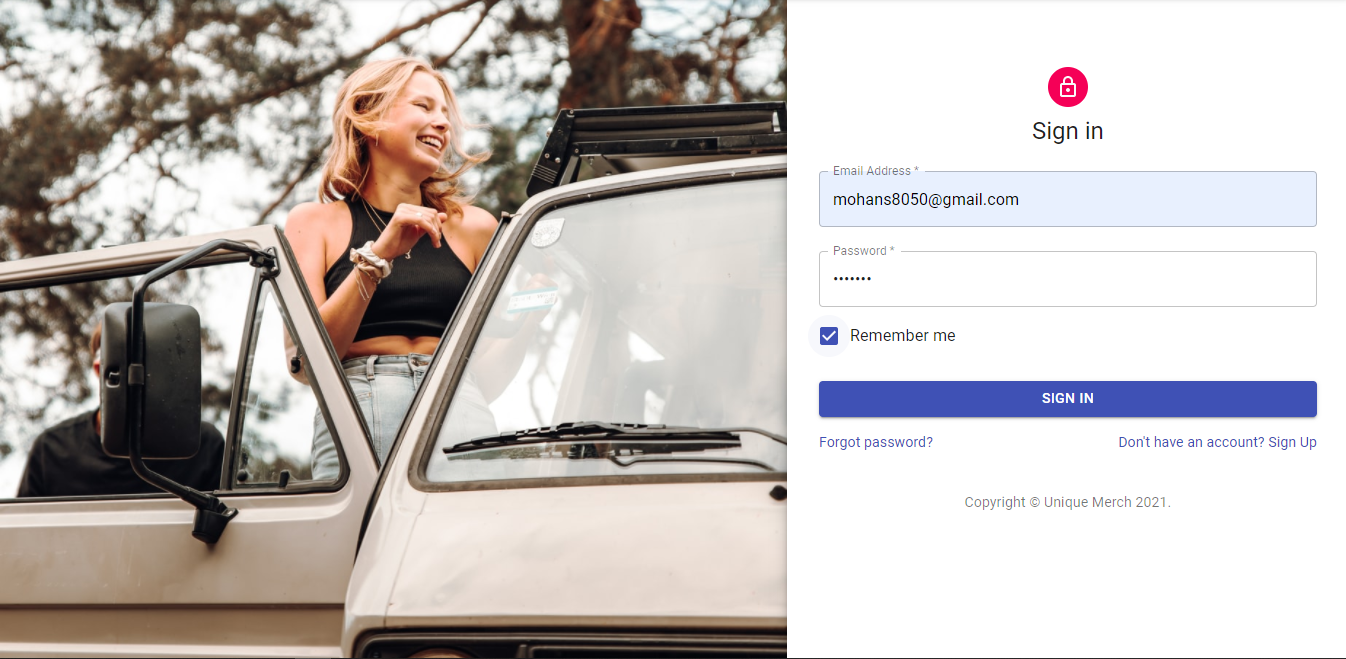 Sign in
Email Address *
mohans8050@gmail.com
Password *
•••••••
Remember me
SIGN IN
Forgot password?
Don't have an account? Sign Up
Copyright © Unique Merch 2021.